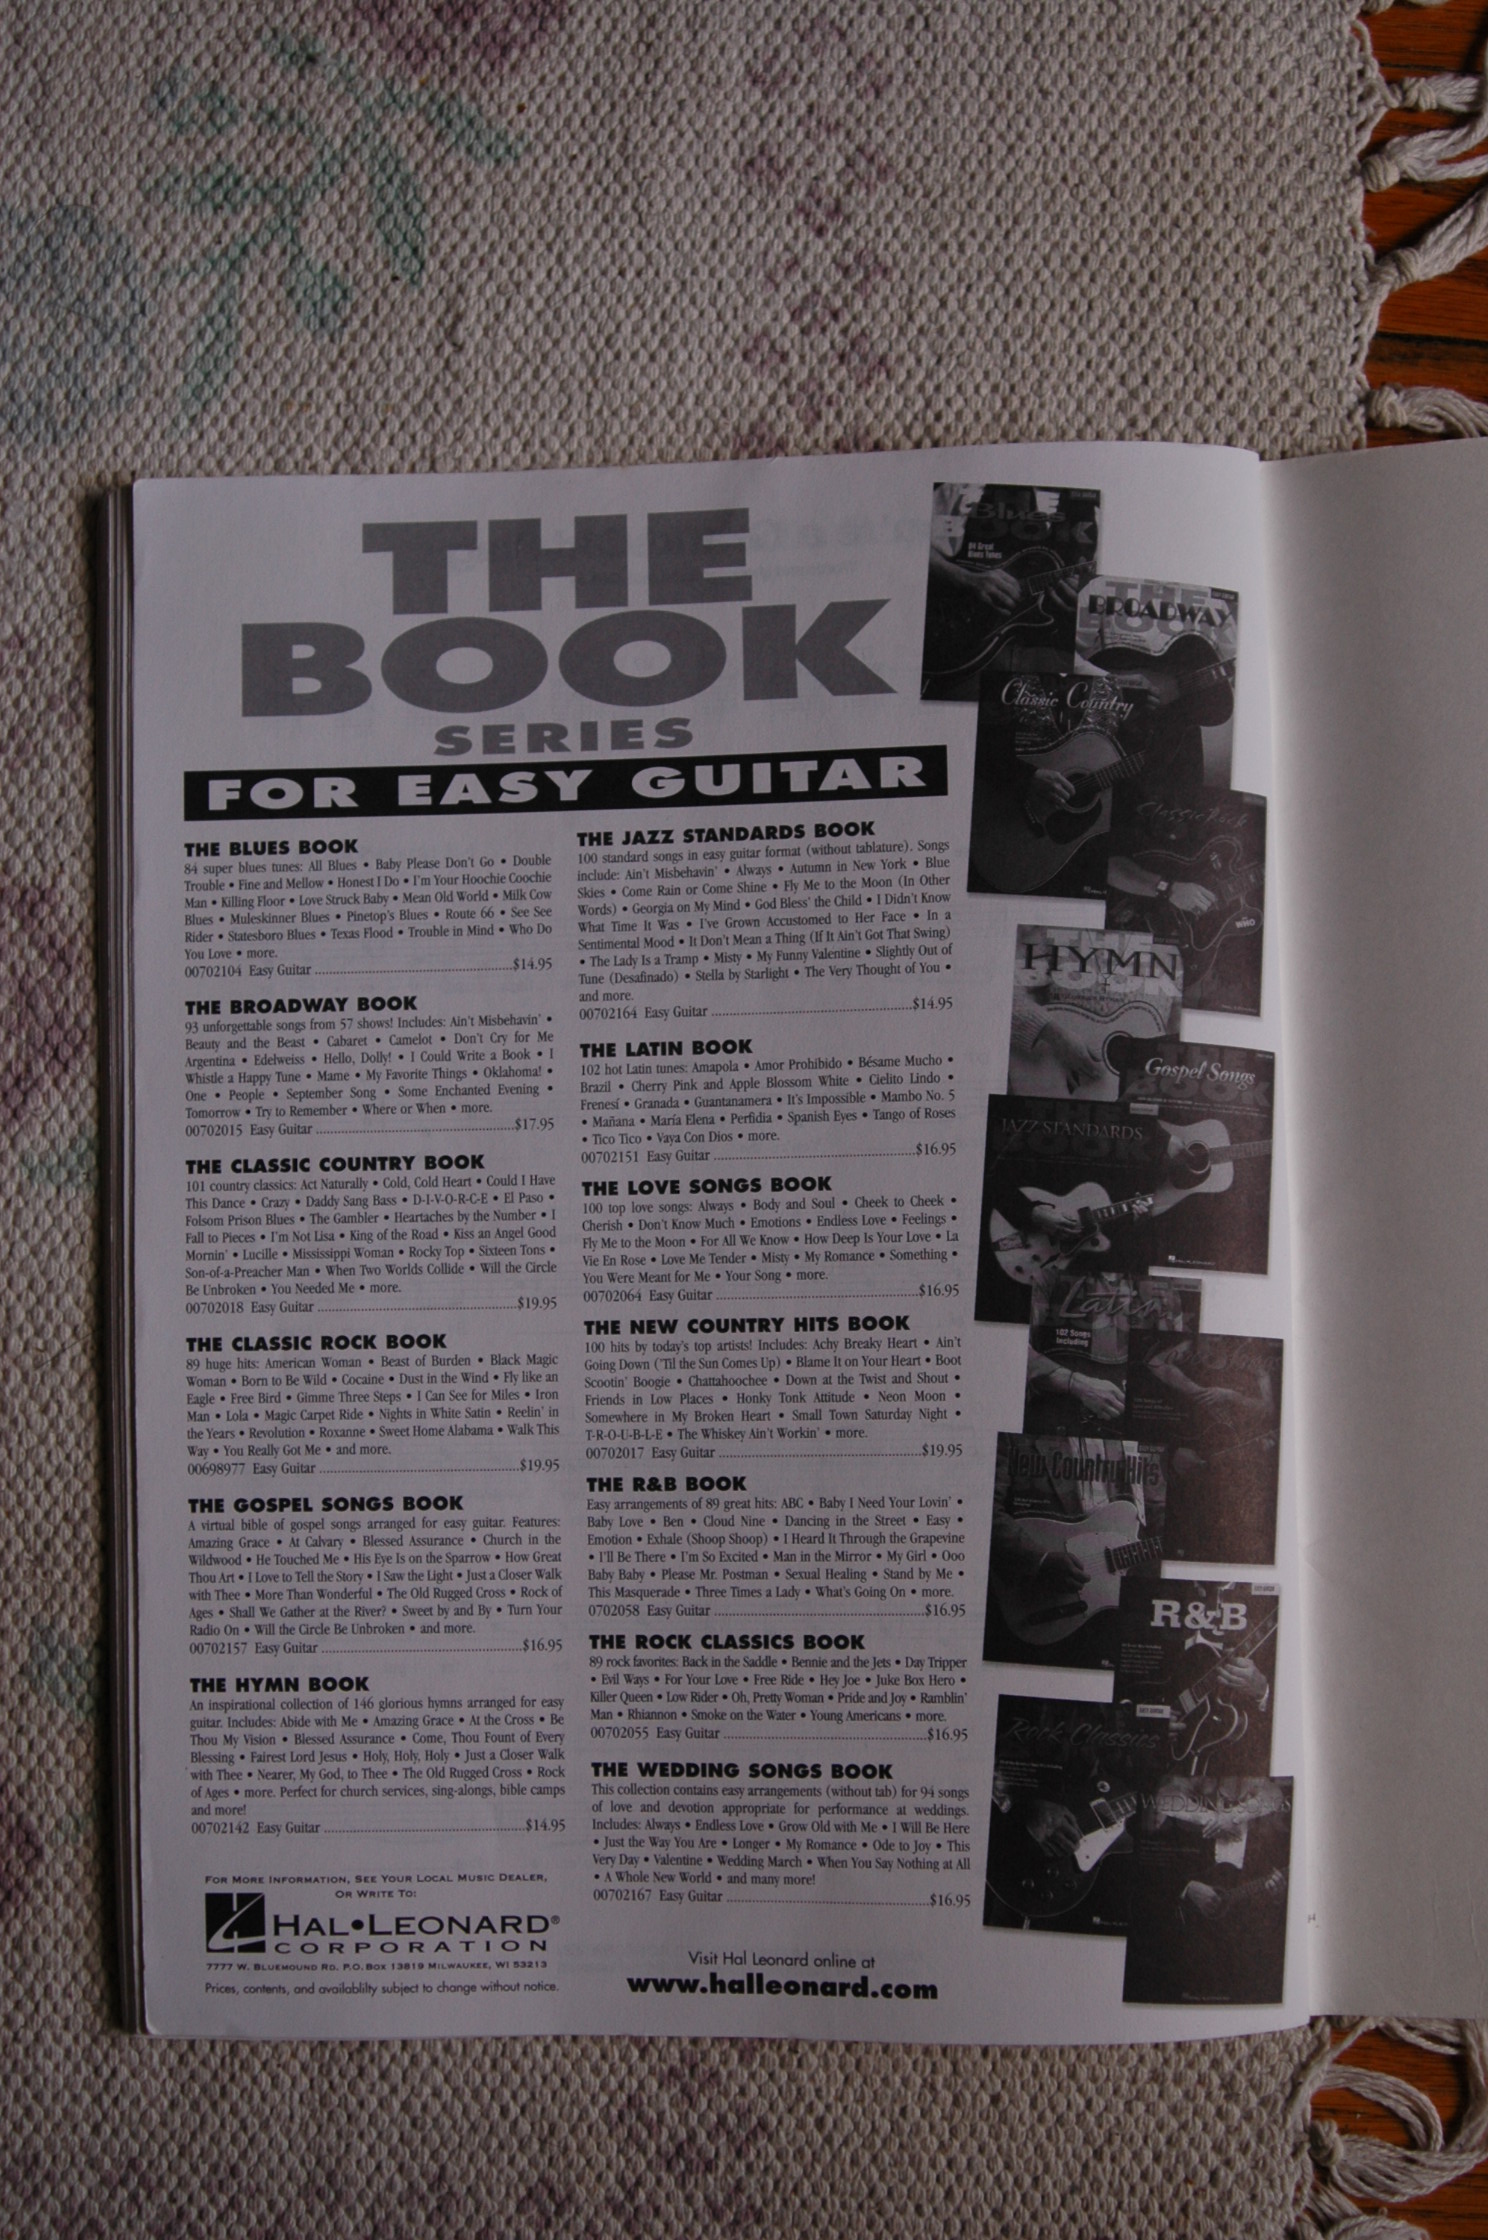 THE
BOOK
SERIES
FOR EASY GUITAR
THE BLUES BOOK
84 super blues tunes: All Blues • Baby Please Don't Go • Double
Trouble • Fine and Mellow • Honest I Do • I'm Your Hoochie Coochie
Man • Killing Floor • Love Struck Baby • Mean Old World • Milk Cow
Blues • Muleskinner Blues • Pinetop's Blues • Route 66 • See See
Rider • Statesboro Blues • Texas Flood • Trouble in Mind • Who Do
You Love • more.
00702104 Easy Guitar ........ $14.95
THE BROADWAY BOOK
93 unforgettable songs from 57 shows! Includes: Ain't Misbehavin' •
Beauty and the Beast • Cabaret • Camelot • Don't Cry for Me
Argentina • Edelweiss • Hello, Dolly! • I Could Write a Book • I
Whistle a Happy Tune • Mame • My Favorite Things • Oklahoma! •
One • People • September Song • Some Enchanted Evening •
Tomorrow • Try to Remember • Where or When • more.
00702015 Easy Guitar ........ $17.95
THE CLASSIC COUNTRY BOOK
101 country classics: Act Naturally • Cold, Cold Heart • Could I Have
This Dance • Crazy • Daddy Sang Bass • D-I-V-O-R-C-E • El Paso •
Folsom Prison Blues • The Gambler • Heartaches by the Number • I
Fall to Pieces • I'm Not Lisa • King of the Road • Kiss an Angel Good
Mornin' • Lucille • Mississippi Woman • Rocky Top • Sixteen Tons •
Son-of-a-Preacher Man • When Two Worlds Collide • Will the Circle
Be Unbroken • You Needed Me • more.
00702018 Easy Guitar ........ $19.95
THE CLASSIC ROCK BOOK
89 huge hits: American Woman • Beast of Burden • Black Magic
Woman • Born to Be Wild • Cocaine • Dust in the Wind • Fly like an
Eagle • Free Bird • Gimme Three Steps • I Can See for Miles • Iron
Man • Lola • Magic Carpet Ride • Nights in White Satin • Reelin' in
the Years • Revolution • Roxanne • Sweet Home Alabama • Walk This
Way • You Really Got Me • and more.
00698977 Easy Guitar ........ $19.95
THE GOSPEL SONGS BOOK
A virtual bible of gospel songs arranged for easy guitar. Features:
Amazing Grace • At Calvary • Blessed Assurance • Church in the
Wildwood • He Touched Me • His Eye Is on the Sparrow • How Great
Thou Art • I Love to Tell the Story • I Saw the Light • Just a Closer Walk
with Thee • More Than Wonderful • The Old Rugged Cross • Rock of
Ages • Shall We Gather at the River? • Sweet by and By • Turn Your
Radio On • Will the Circle Be Unbroken • and more.
00702157 Easy Guitar ........ $16.95
THE HYMN BOOK
An inspirational collection of 146 glorious hymns arranged for easy
guitar. Includes: Abide with Me • Amazing Grace • At the Cross • Be
Thou My Vision • Blessed Assurance • Come, Thou Fount of Every
Blessing • Fairest Lord Jesus • Holy, Holy, Holy • Just a Closer Walk
with Thee • Nearer, My God, to Thee • The Old Rugged Cross • Rock
of Ages • more. Perfect for church services, sing-alongs, bible camps
and more!
00702142 Easy Guitar ........ $14.95
FOR MORE INFORMATION, SEE YOUR LOCAL MUSIC DEALER,
OR WRITE TO:
HAL•LEONARD®
CORPORATION
7777 W. BLUEMOUND RD. P.O. BOX 13819 MILWAUKEE, WI 53213
Prices, contents, and availablilty subject to change without notice.
THE JAZZ STANDARDS BOOK
100 standard songs in easy guitar format (without tablature). Songs
include: Ain't Misbehavin' • Always • Autumn in New York • Blue
Skies • Come Rain or Come Shine • Fly Me to the Moon (In Other
Words) • Georgia on My Mind • God Bless' the Child • I Didn't Know
What Time It Was • I've Grown Accustomed to Her Face • In a
Sentimental Mood • It Don't Mean a Thing (If It Ain't Got That Swing)
• The Lady Is a Tramp • Misty • My Funny Valentine • Slightly Out of
Tune (Desafinado) • Stella by Starlight • The Very Thought of You •
and more.
00702164 Easy Guitar ........ $14.95
THE LATIN BOOK
102 hot Latin tunes: Amapola • Amor Prohibido • Bésame Mucho •
Brazil • Cherry Pink and Apple Blossom White • Cielito Lindo •
Frenesí • Granada • Guantanamera • It's Impossible • Mambo No. 5
• Mañana • María Elena • Perfidia • Spanish Eyes • Tango of Roses
• Tico Tico • Vaya Con Dios • more.
00702151 Easy Guitar ........ $16.95
THE LOVE SONGS BOOK
100 top love songs: Always • Body and Soul • Cheek to Cheek •
Cherish • Don't Know Much • Emotions • Endless Love • Feelings •
Fly Me to the Moon • For All We Know • How Deep Is Your Love • La
Vie En Rose • Love Me Tender • Misty • My Romance • Something •
You Were Meant for Me • Your Song • more.
00702064 Easy Guitar ........ $16.95
THE NEW COUNTRY HITS BOOK
100 hits by today's top artists! Includes: Achy Breaky Heart • Ain't
Going Down ('Til the Sun Comes Up) • Blame It on Your Heart • Boot
Scootin' Boogie • Chattahoochee • Down at the Twist and Shout •
Friends in Low Places • Honky Tonk Attitude • Neon Moon •
Somewhere in My Broken Heart • Small Town Saturday Night •
T-R-O-U-B-L-E • The Whiskey Ain't Workin' • more.
00702017 Easy Guitar ........ $19.95
THE R&B BOOK
Easy arrangements of 89 great hits: ABC • Baby I Need Your Lovin' •
Baby Love • Ben • Cloud Nine • Dancing in the Street • Easy •
Emotion • Exhale (Shoop Shoop) • I Heard It Through the Grapevine
• I'll Be There • I'm So Excited • Man in the Mirror • My Girl • Ooo
Baby Baby • Please Mr. Postman • Sexual Healing • Stand by Me •
This Masquerade • Three Times a Lady • What's Going On • more.
0702058 Easy Guitar ........ $16.95
THE ROCK CLASSICS BOOK
89 rock favorites: Back in the Saddle • Bennie and the Jets • Day Tripper
• Evil Ways • For Your Love • Free Ride • Hey Joe • Juke Box Hero •
Killer Queen • Low Rider • Oh, Pretty Woman • Pride and Joy • Ramblin'
Man • Rhiannon • Smoke on the Water • Young Americans • more.
00702055 Easy Guitar ........ $16.95
THE WEDDING SONGS BOOK
This collection contains easy arrangements (without tab) for 94 songs
of love and devotion appropriate for performance at weddings.
Includes: Always • Endless Love • Grow Old with Me • I Will Be Here
• Just the Way You Are • Longer • My Romance • Ode to Joy • This
Very Day • Valentine • Wedding March • When You Say Nothing at All
• A Whole New World • and many more!
00702167 Easy Guitar ........ $16.95
Visit Hal Leonard online at
www.halleonard.com
Blues
BOOK
84 Great
Blues Tunes
THE
BROADWAY
BOOK
Classic Country
Classic Rock
WHO
THE
HYMN
BOOK
Gospel Songs
BOOK
JAZZ STANDARDS
Latin
102 Songs
Including
New Country Hits
R&B
Rock Classics
WEDDING SONGS